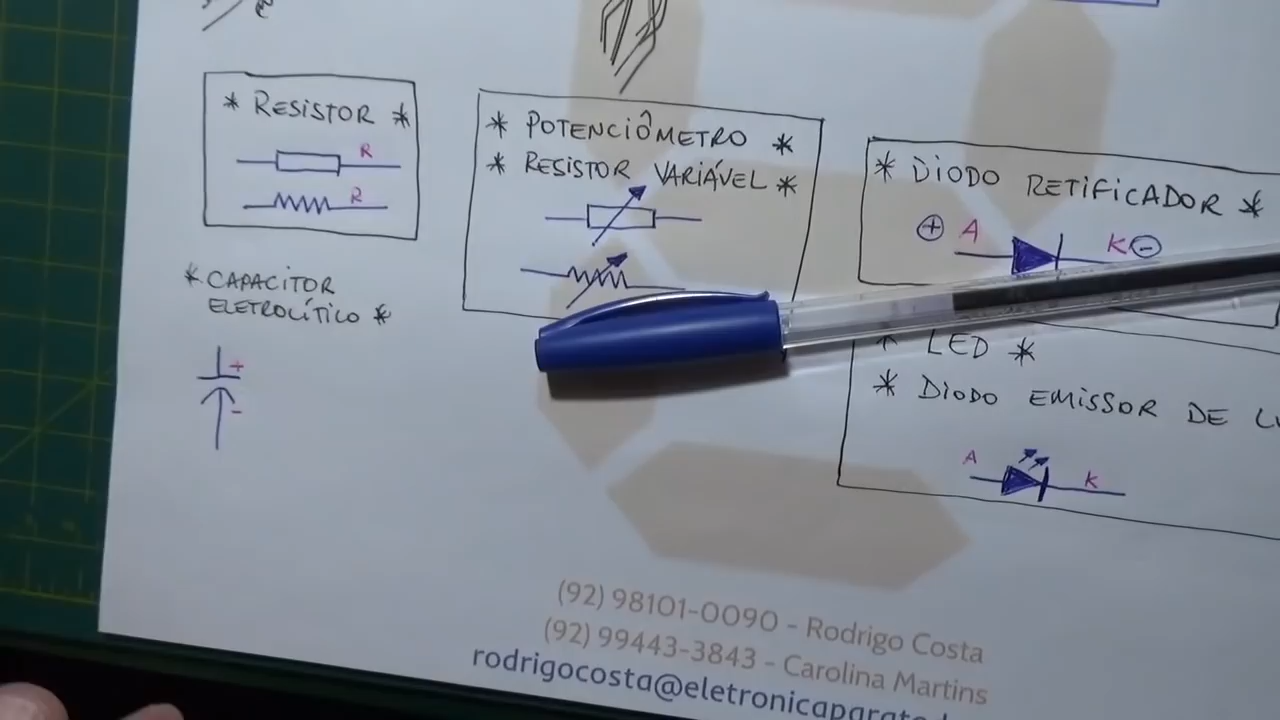 * RESISTOR *
R
R
* POTENCIÔMETRO *
* RESISTOR VARIÁVEL *
* DIODO RETIFICADOR *
+ A K -
* CAPACITOR
ELETROLÍTICO *
+
-
* LED *
* DIODO EMISSOR DE
A K
(92) 98101-0090 - Rodrigo Costa
(92) 99443-3843 - Carolina Martins